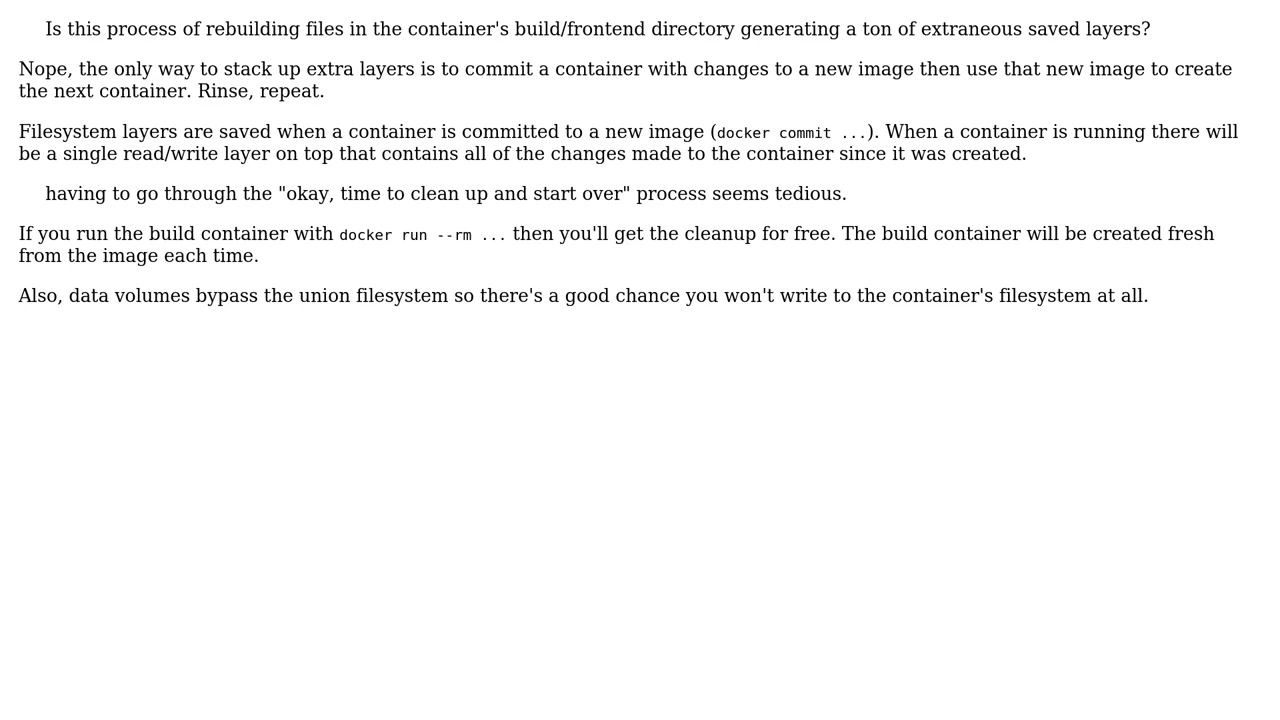 Is this process of rebuilding files in the container's build/frontend directory generating a ton of extraneous saved layers?
Nope, the only way to stack up extra layers is to commit a container with changes to a new image then use that new image to create
the next container. Rinse, repeat.
Filesystem layers are saved when a container is committed to a new image (docker commit ...). When a container is running there will
be a single read/write layer on top that contains all of the changes made to the container since it was created.
having to go through the "okay, time to clean up and start over" process seems tedious.
If you run the build container with docker run --rm ... then you'll get the cleanup for free. The build container will be created fresh
from the image each time.
Also, data volumes bypass the union filesystem so there's a good chance you won't write to the container's filesystem at all.